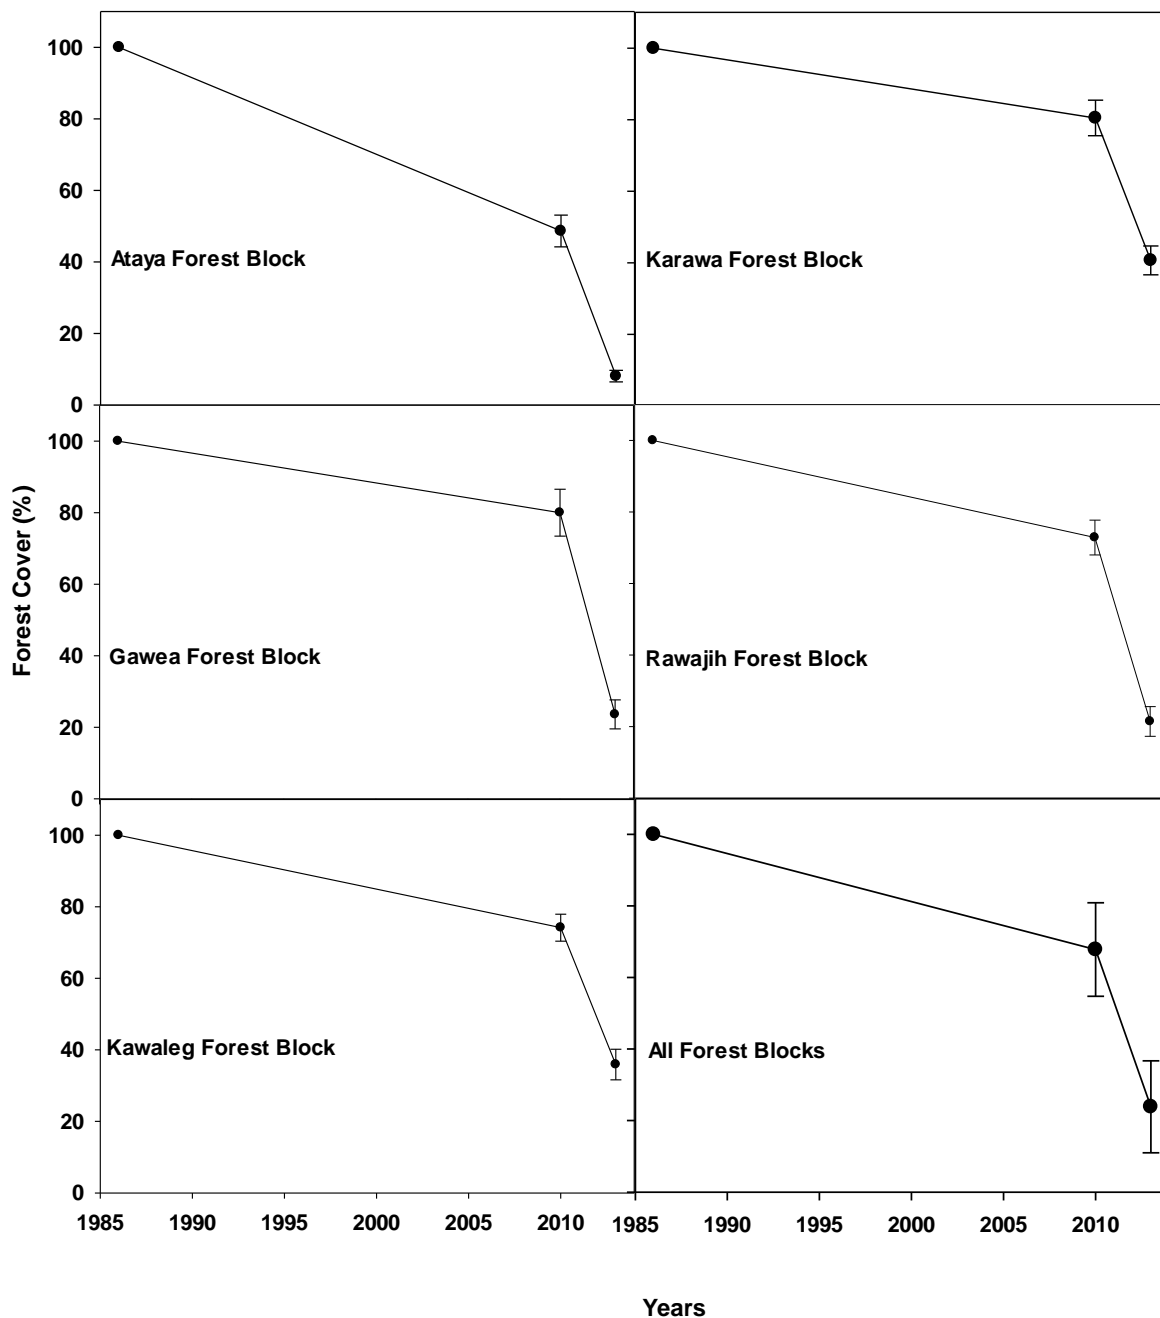 100
80
60
40
20
0
Ataya Forest Block
Karawa Forest Block
100
80
60
40
20
0
Gawea Forest Block
Rawajih Forest Block
Forest Cover (%)
100
80
60
40
20
0
Kawaleg Forest Block
All Forest Blocks
1985 1990 1995 2000 2005 2010 1985 1990 1995 2000 2005 2010
Years